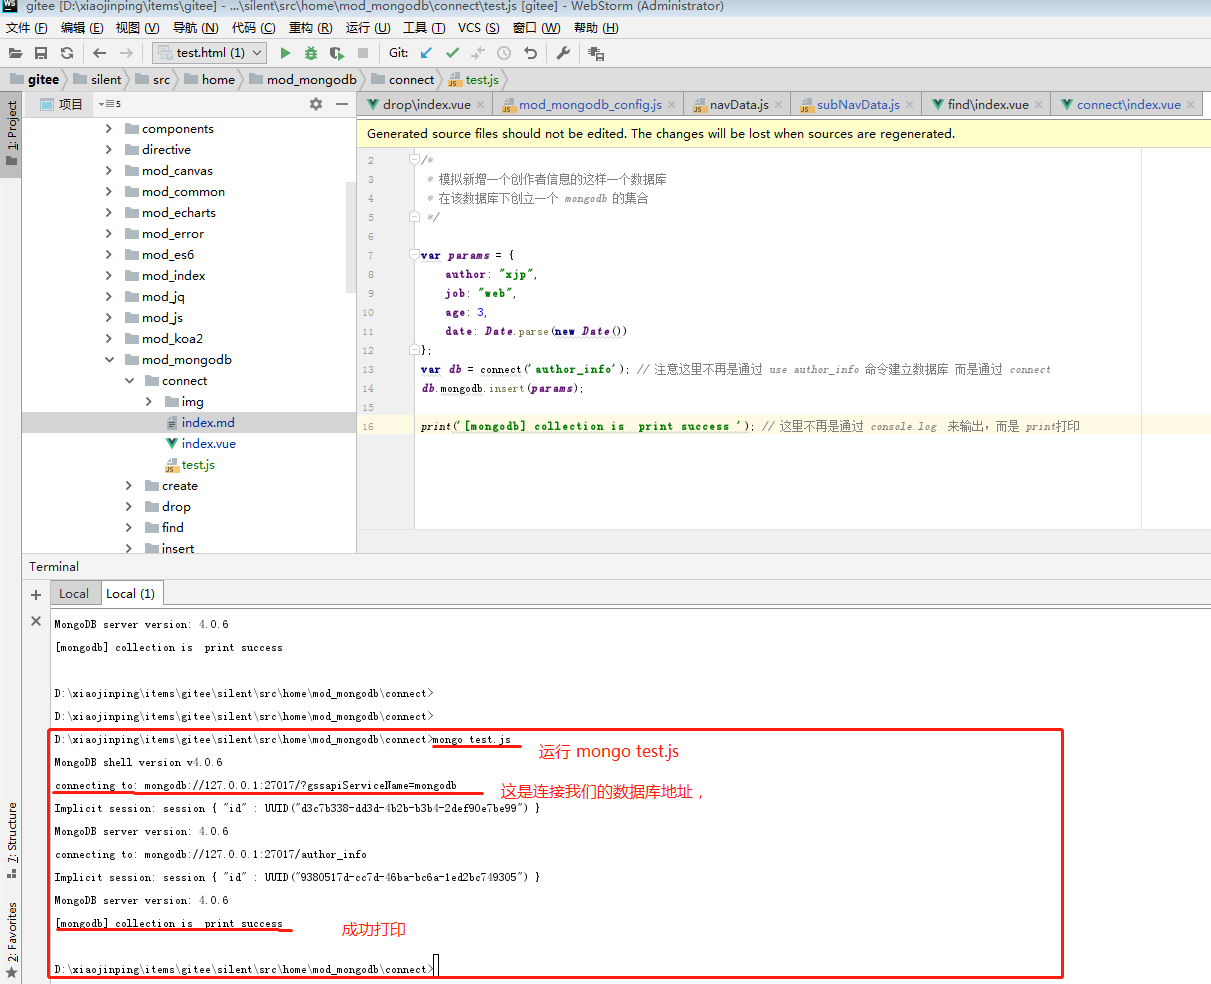 gitee [D:\xiaojinping\items\gitee] - ...\silent\src\home\mod_mongodb\connect\test.js [gitee] - WebStorm (Administrator)
文件 (F) 编辑 (E) 视图 (V) 导航 (N) 代码 (C) 重构 (R) 运行 (U) 工具 (T) VCS (S) 窗口 (W) 帮助 (H)
test.html (1) Git:
gitee silent src home mod_mongodb connect test.js
1: Project
项目
5
drop\index.vue mod_mongodb_config.js navData.js subNavData.js find\index.vue connect\index.vue
Generated source files should not be edited. The changes will be lost when sources are regenerated.
components
directive
mod_canvas
mod_common
mod_echarts
mod_error
mod_es6
mod_index
mod_jq
mod_js
mod_koa2
mod_mongodb
connect
img
index.md
index.vue
test.js
create
drop
find
insert
2 /*
3 * 模拟新增一个创作者信息的这样一个数据库
4 * 在该数据库下创立一个 mongodb 的集合
5 */
6
7 var params = {
8 author: "xjp",
9 job: "web",
10 age: 3,
11 date: Date.parse(new Date())
12 };
13 var db = connect('author_info'); // 注意这里不再是通过 use author_info 命令建立数据库 而是通过 connect
14 db.mongodb.insert(params);
15
16 print('[mongodb] collection is  print success '); // 这里不再是通过 console.log 来输出，而是 print打印
Terminal
Local Local (1)
MongoDB server version: 4.0.6
[mongodb] collection is  print success
D:\xiaojinping\items\gitee\silent\src\home\mod_mongodb\connect>
D:\xiaojinping\items\gitee\silent\src\home\mod_mongodb\connect>
D:\xiaojinping\items\gitee\silent\src\home\mod_mongodb\connect>mongo test.js
运行 mongo test.js
MongoDB shell version v4.0.6
connecting to: mongodb://127.0.0.1:27017/?gssapiServiceName=mongodb
这是连接我们的数据库地址，
Implicit session: session { "id" : UUID("d3c7b338-dd3d-4b2b-b3b4-2def90e7be99") }
MongoDB server version: 4.0.6
connecting to: mongodb://127.0.0.1:27017/author_info
Implicit session: session { "id" : UUID("9380517d-cc7d-46ba-bc6a-1ed2bc749305") }
MongoDB server version: 4.0.6
[mongodb] collection is  print success
成功打印
D:\xiaojinping\items\gitee\silent\src\home\mod_mongodb\connect>
7: Structure
2: Favorites